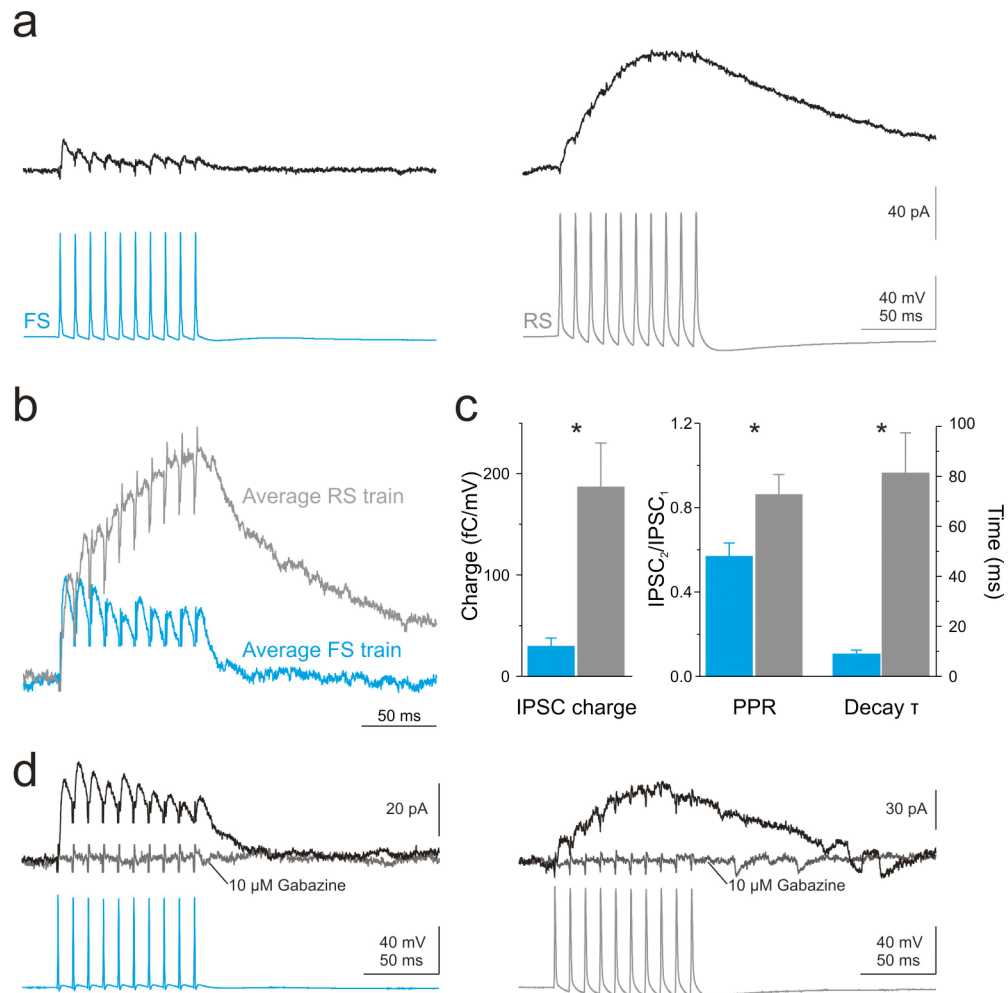 a
FS
RS
40 pA
40 mV
50 ms
b
Average RS train
Average FS train
50 ms
c
*
*
*
Charge (fC/mV)
200
100
0
IPSC charge
IPSC₂/IPSC₁
1.2
0.8
0.4
0.0
PPR
Decay τ
100
80
60
40
20
0
Time (ms)
d
20 pA
10 µM Gabazine
40 mV
50 ms
30 pA
10 µM Gabazine
40 mV
50 ms